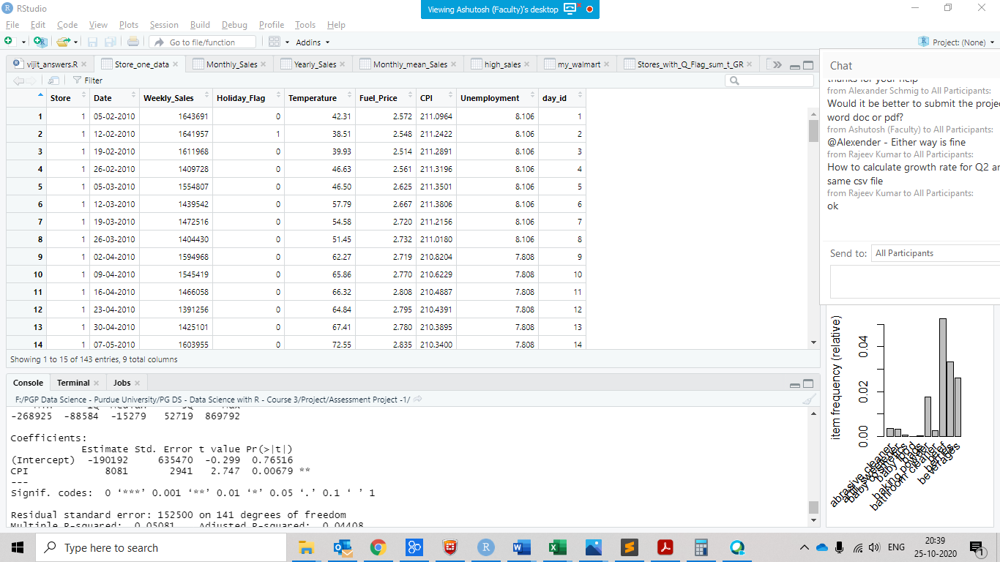 RStudio
Viewing Ashutosh (Faculty)'s desktop
File Edit Code View Plots Session Build Debug Profile Tools Help
Go to file/function Addins Project: (None)
vijit_answers.R Store_one_data Monthly_Sales Yearly_Sales Monthly_mean_Sales high_sales my_walmart Stores_with_Q_Flag_sum_t_GR
Filter
Store Date Weekly_Sales Holiday_Flag Temperature Fuel_Price CPI Unemployment day_id
1 1 05-02-2010 1643691 0 42.31 2.572 211.0964 8.106 1
2 1 12-02-2010 1641957 1 38.51 2.548 211.2422 8.106 2
3 1 19-02-2010 1611968 0 39.93 2.514 211.2891 8.106 3
4 1 26-02-2010 1409728 0 46.63 2.561 211.3196 8.106 4
5 1 05-03-2010 1554807 0 46.50 2.625 211.3501 8.106 5
6 1 12-03-2010 1439542 0 57.79 2.667 211.3806 8.106 6
7 1 19-03-2010 1472516 0 54.58 2.720 211.2156 8.106 7
8 1 26-03-2010 1404430 0 51.45 2.732 211.0180 8.106 8
9 1 02-04-2010 1594968 0 62.27 2.719 210.8204 7.808 9
10 1 09-04-2010 1545419 0 65.86 2.770 210.6229 7.808 10
11 1 16-04-2010 1466058 0 66.32 2.808 210.4887 7.808 11
12 1 23-04-2010 1391256 0 64.84 2.795 210.4391 7.808 12
13 1 30-04-2010 1425101 0 67.41 2.780 210.3895 7.808 13
14 1 07-05-2010 1603955 0 72.55 2.835 210.3400 7.808 14
Showing 1 to 15 of 143 entries, 9 total columns
Console Terminal Jobs
F:/PGP Data Science - Purdue University/PG DS - Data Science with R - Course 3/Project/Assessment Project -1/
-268925 -88584 -15279 52719 869792
Coefficients:
Estimate Std. Error t value Pr(>|t|)
(Intercept) -190192 635470 -0.299 0.76516
CPI 8081 2941 2.747 0.00679 **
---
Signif. codes: 0 ‘***’ 0.001 ‘**’ 0.01 ‘*’ 0.05 ‘.’ 0.1 ‘ ’ 1
Residual standard error: 152500 on 141 degrees of freedom
Multiple R-squared: 0.05081 Adjusted R-squared: 0.04408
Chat
thanks for your help
from Alexander Schmig to All Participants:
Would it be better to submit the proje
word doc or pdf?
from Ashutosh (Faculty) to All Participants:
@Alexender - Either way is fine
from Rajeev Kumar to All Participants:
How to calculate growth rate for Q2 an
same csv file
from Rajeev Kumar to All Participants:
ok
Send to: All Participants
item frequency (relative)
0.04
0.02
0.00
abrasive cleaner
baby cosmetics
baby food
bags
baking powder
bathroom cleaner
beef
berries
beverages
Type here to search
ENG
20:39
25-10-2020
1